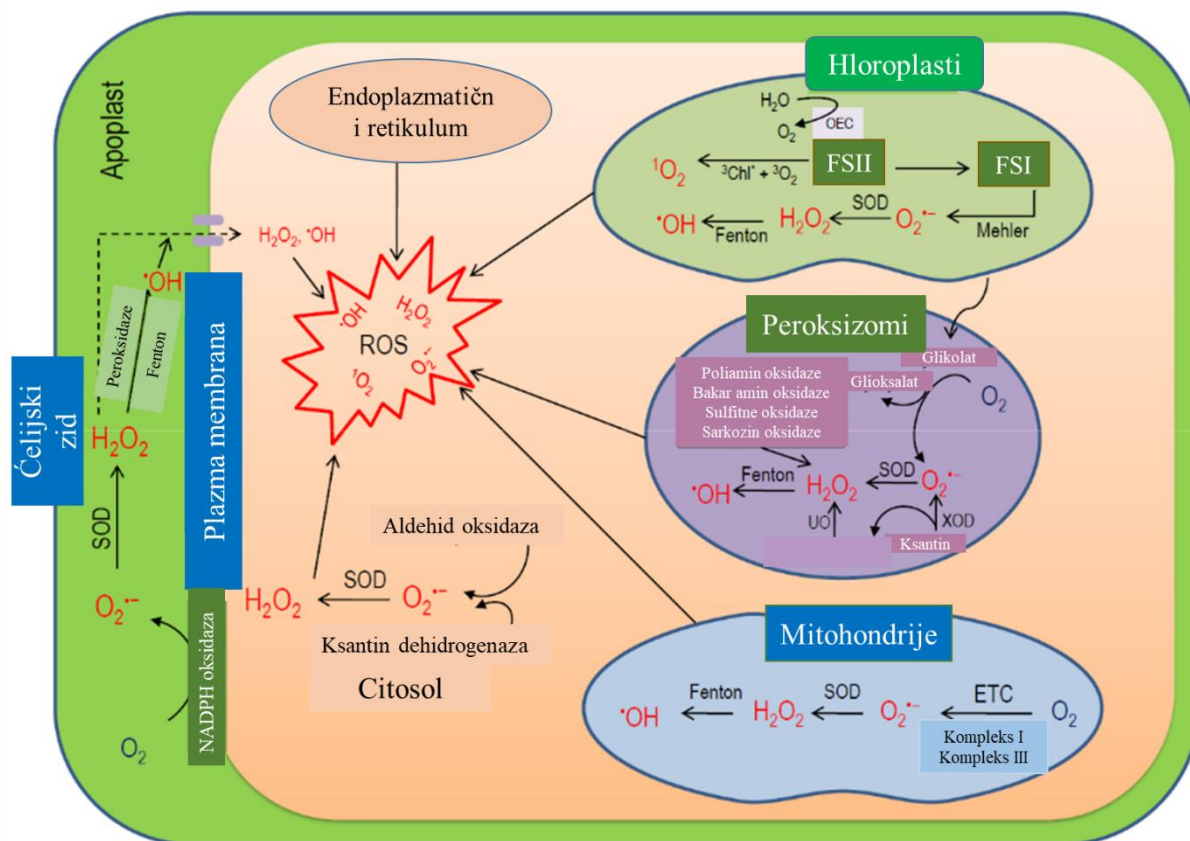 Apoplast
Ćelijski
zid
Plazma membrana
NADPH oksidaza
O₂
O₂•−
SOD
H₂O₂
Peroksidaze
Fenton
•OH
H₂O₂, •OH
Endoplazmatičn
i retikulum
•OH
H₂O₂
ROS
¹O₂
O₂•−
Aldehid oksidaza
H₂O₂
SOD
O₂•−
Ksantin dehidrogenaza
Citosol
Hloroplasti
H₂O
O₂
OEC
¹O₂
³Chl* + ³O₂
FSII
FSI
•OH
Fenton
H₂O₂
SOD
O₂•−
Mehler
Peroksizomi
Poliamin oksidaze
Bakar amin oksidaze
Sulfitne oksidaze
Sarkozin oksidaze
Glikolat
Glioksalat
O₂
•OH
Fenton
H₂O₂
SOD
O₂•−
UO
XOD
Ksantin
Mitohondrije
•OH
Fenton
H₂O₂
SOD
O₂•−
ETC
O₂
Kompleks I
Kompleks III